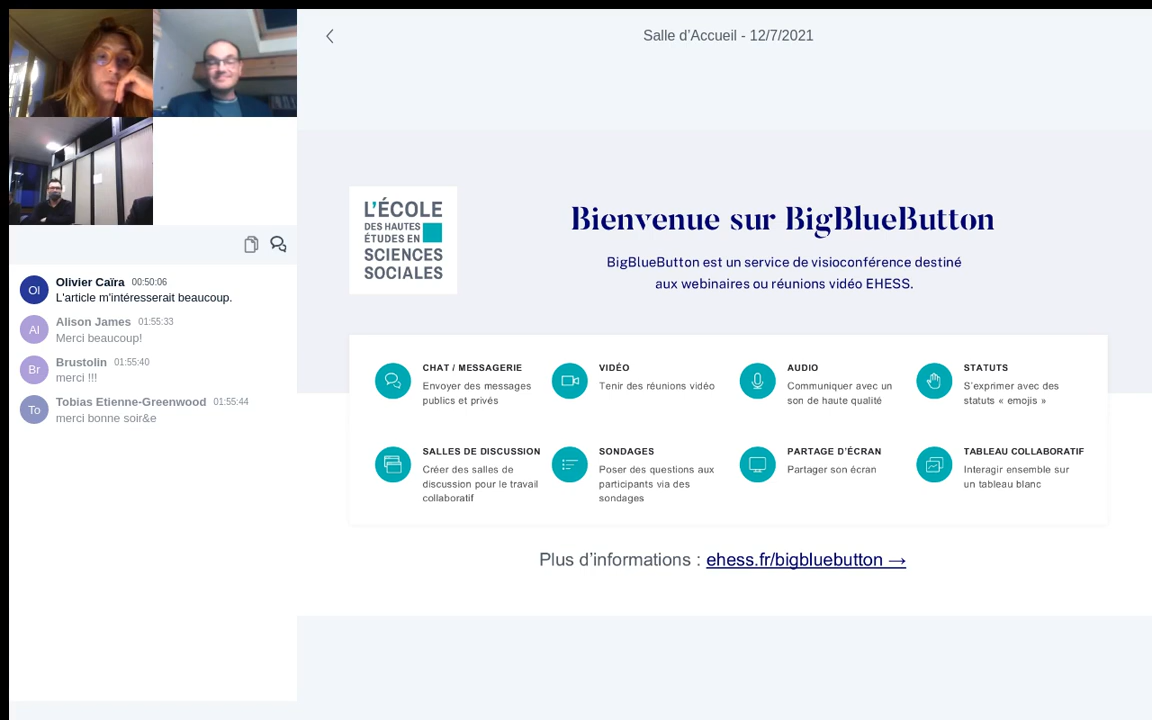 Salle d’Accueil - 12/7/2021
Ol
Olivier Caïra 00:50:06
L'article m'intéresserait beaucoup.
Al
Alison James 01:55:33
Merci beaucoup!
Br
Brustolin 01:55:40
merci !!!
To
Tobias Etienne-Greenwood 01:55:44
merci bonne soir&e
L’ÉCOLE
DES HAUTES
ÉTUDES EN
SCIENCES
SOCIALES
Bienvenue sur BigBlueButton
BigBlueButton est un service de visioconférence destiné
aux webinaires ou réunions vidéo EHESS.
CHAT / MESSAGERIE
Envoyer des messages
publics et privés
VIDÉO
Tenir des réunions vidéo
AUDIO
Communiquer avec un
son de haute qualité
STATUTS
S’exprimer avec des
statuts « emojis »
SALLES DE DISCUSSION
Créer des salles de
discussion pour le travail
collaboratif
SONDAGES
Poser des questions aux
participants via des
sondages
PARTAGE D’ÉCRAN
Partager son écran
TABLEAU COLLABORATIF
Interagir ensemble sur
un tableau blanc
Plus d’informations : ehess.fr/bigbluebutton →